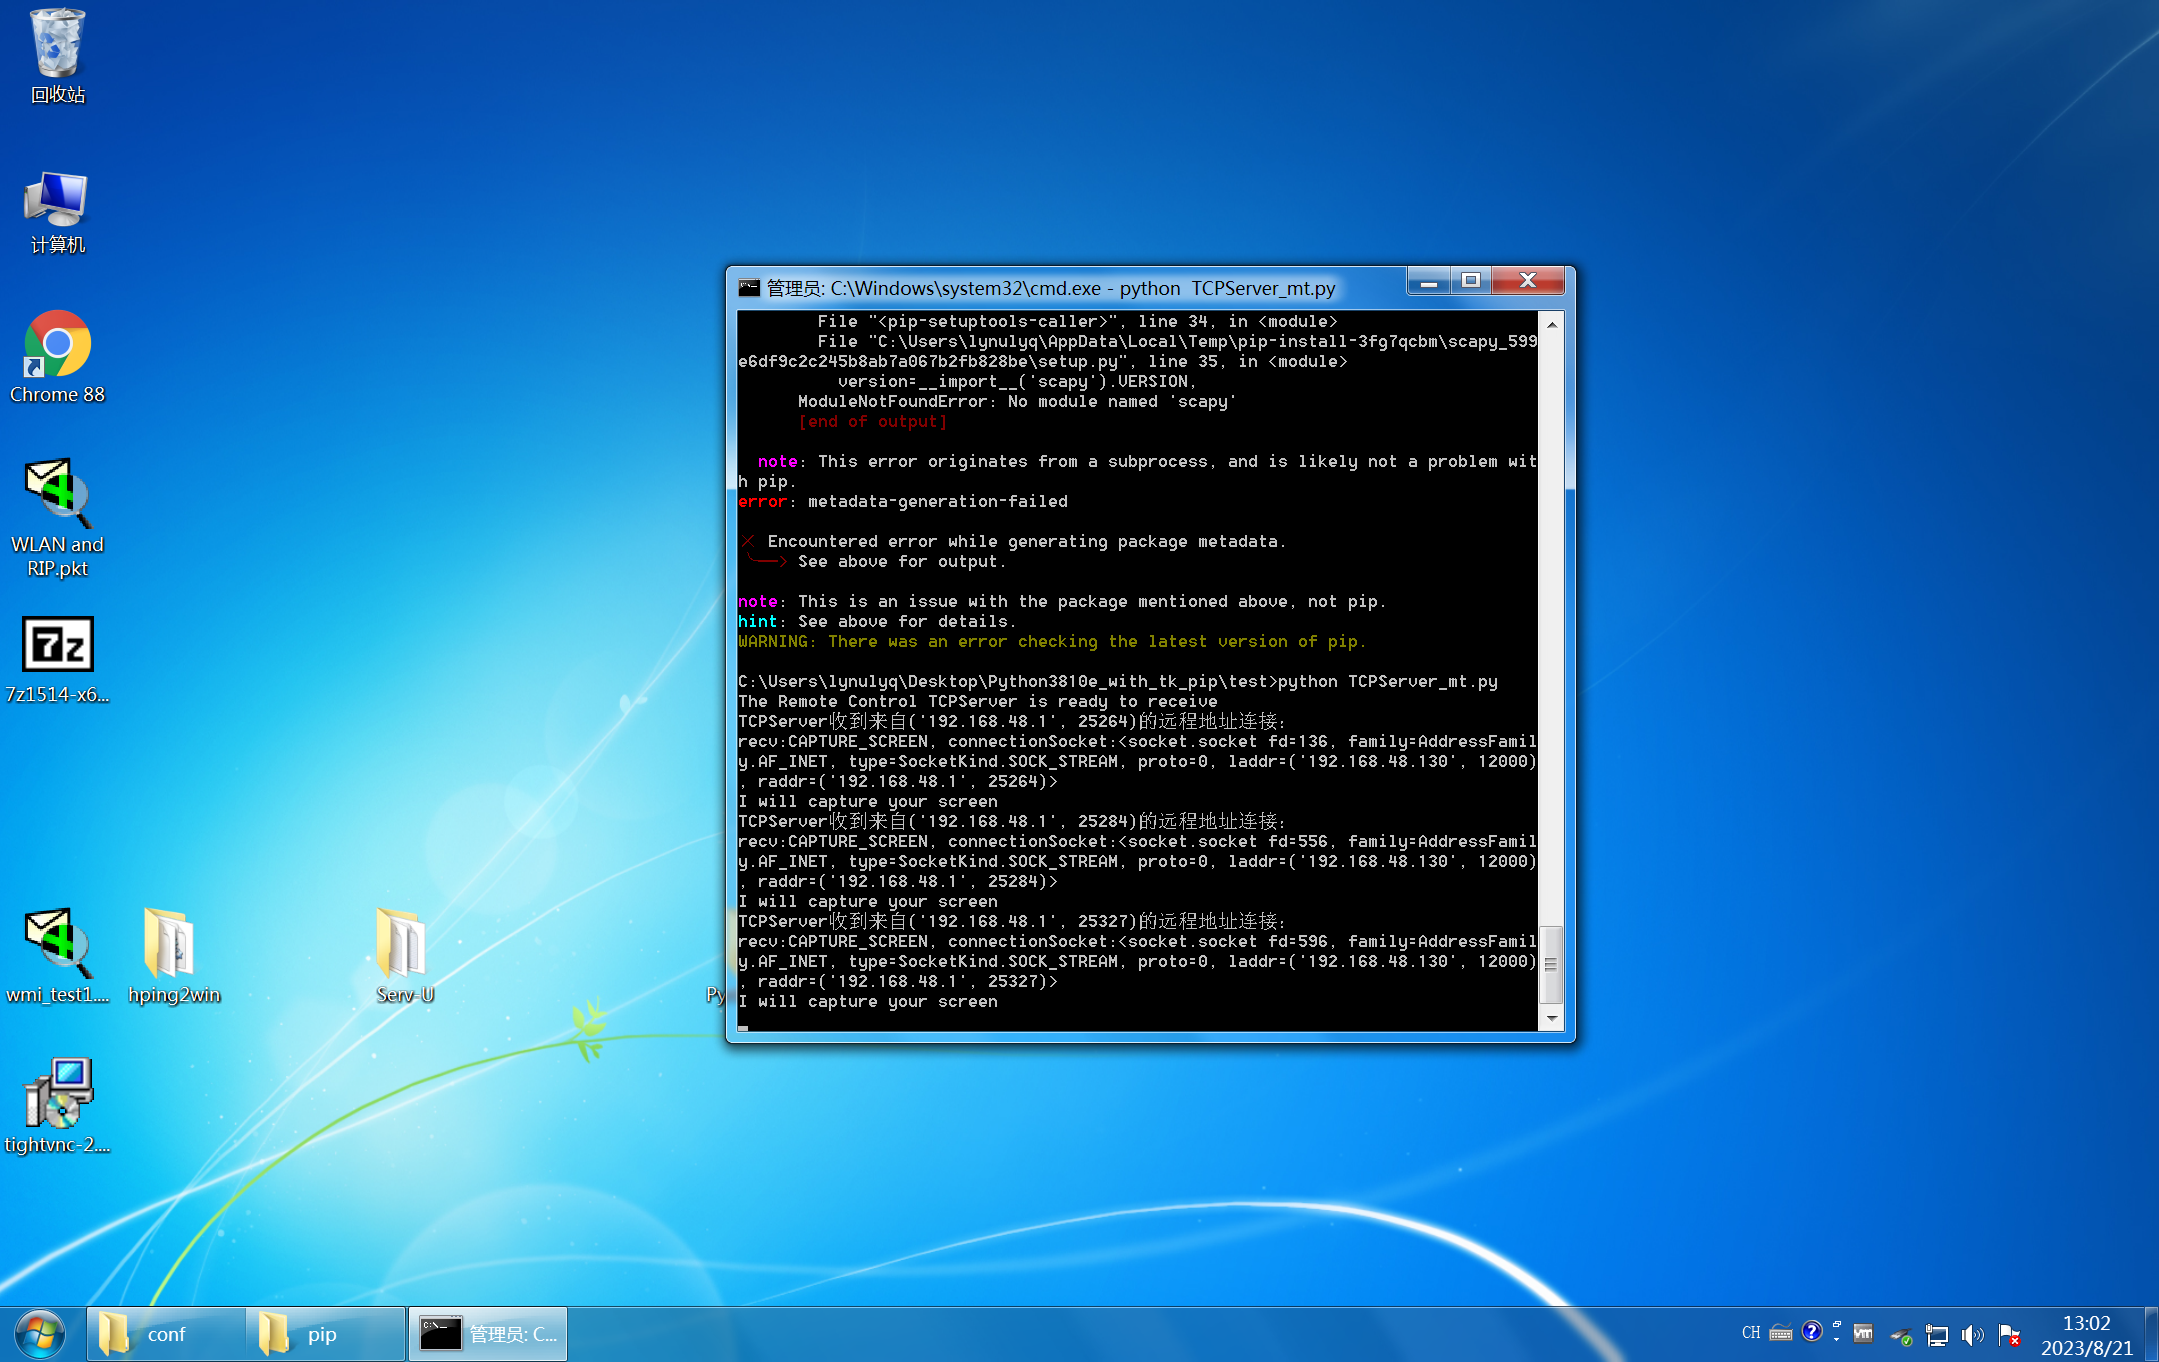 回收站
计算机
Chrome 88
WLAN and
RIP.pkt
7z
7z1514-x6...
wmi_test1....
hping2win
Serv-U
Py
tightvnc-2....
管理员: C:\Windows\system32\cmd.exe - python  TCPServer_mt.py
File "<pip-setuptools-caller>", line 34, in <module>
File "C:\Users\lynulyq\AppData\Local\Temp\pip-install-3fg7qcbm\scapy_599
e6df9c2c245b8ab7a067b2fb828be\setup.py", line 35, in <module>
version=__import__('scapy').VERSION,
ModuleNotFoundError: No module named 'scapy'
[end of output]
note: This error originates from a subprocess, and is likely not a problem wit
h pip.
error: metadata-generation-failed
× Encountered error while generating package metadata.
╰─> See above for output.
note: This is an issue with the package mentioned above, not pip.
hint: See above for details.
WARNING: There was an error checking the latest version of pip.
C:\Users\lynulyq\Desktop\Python3810e_with_tk_pip\test>python TCPServer_mt.py
The Remote Control TCPServer is ready to receive
TCPServer收到来自('192.168.48.1', 25264)的远程地址连接:
recv:CAPTURE_SCREEN, connectionSocket:<socket.socket fd=136, family=AddressFamil
y.AF_INET, type=SocketKind.SOCK_STREAM, proto=0, laddr=('192.168.48.130', 12000)
, raddr=('192.168.48.1', 25264)>
I will capture your screen
TCPServer收到来自('192.168.48.1', 25284)的远程地址连接:
recv:CAPTURE_SCREEN, connectionSocket:<socket.socket fd=556, family=AddressFamil
y.AF_INET, type=SocketKind.SOCK_STREAM, proto=0, laddr=('192.168.48.130', 12000)
, raddr=('192.168.48.1', 25284)>
I will capture your screen
TCPServer收到来自('192.168.48.1', 25327)的远程地址连接:
recv:CAPTURE_SCREEN, connectionSocket:<socket.socket fd=596, family=AddressFamil
y.AF_INET, type=SocketKind.SOCK_STREAM, proto=0, laddr=('192.168.48.130', 12000)
, raddr=('192.168.48.1', 25327)>
I will capture your screen
conf
pip
C:\_
管理员: C...
CH
vm
13:02
2023/8/21